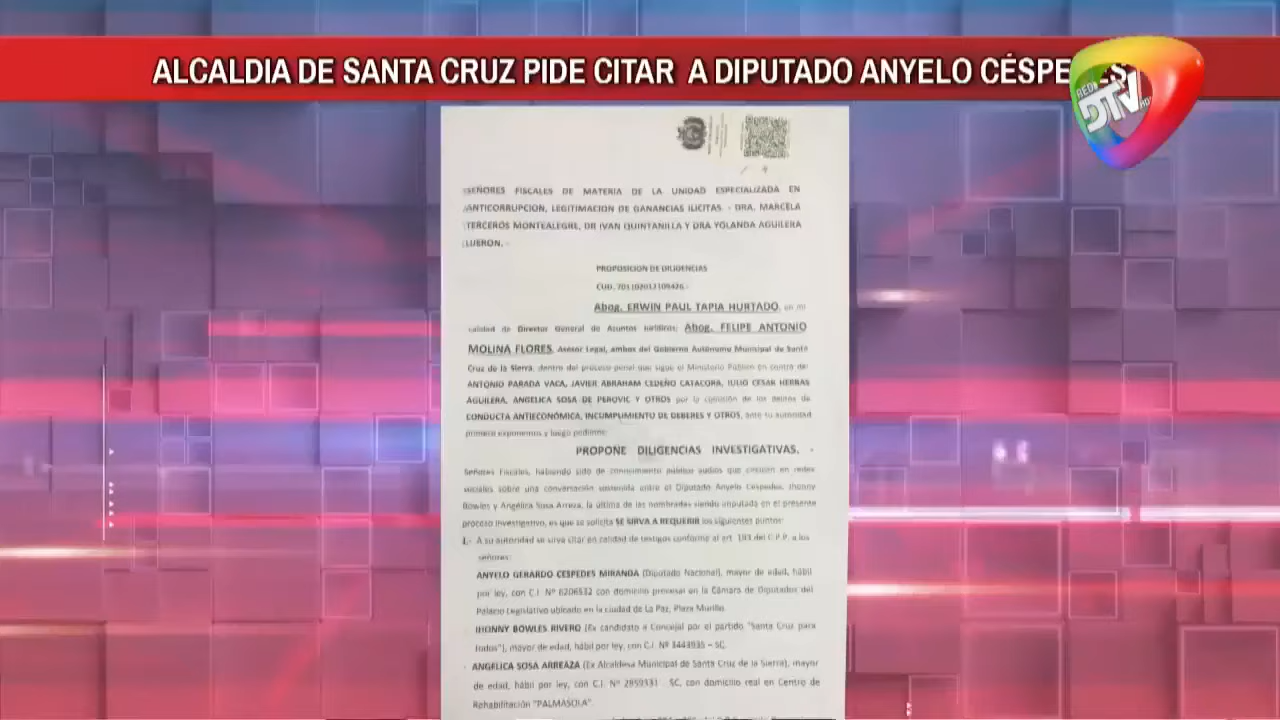 ALCALDIA DE SANTA CRUZ PIDE CITAR A DIPUTADO ANYELO CÉSPE
RED
DTV
HD
SEÑORES FISCALES DE MATERIA DE LA UNIDAD ESPECIALIZADA EN
ANTICORRUPCION, LEGITIMACION DE GANANCIAS ILICITAS. - DRA. MARCELA
TERCEROS MONTEALEGRE, DR IVAN QUINTANILLA Y DRA YOLANDA AGUILERA
LIJERON. -
PROPOSICION DE DILIGENCIAS
CUD.
Abog. ERWIN PAUL TAPIA HURTADO, en mi
calidad de Director General de Asuntos Jurídicos; Abog. FELIPE ANTONIO
MOLINA FLORES, Asesor Legal, ambos del Gobierno Autónomo Municipal de Santa
Cruz de la Sierra, dentro del proceso penal que sigue el Ministerio Publico en contra de:
ANTONIO PARADA VACA, JAVIER ABRAHAM CEDEÑO CATACORA, JULIO CESAR HERBAS
AGUILERA, ANGELICA SOSA DE PEROVIC Y OTROS por la comisión de los delitos de
CONDUCTA ANTIECONÓMICA, INCUMPLIMIENTO DE DEBERES Y OTROS, ante su autoridad
primero exponemos y luego pedimos:
PROPONE DILIGENCIAS INVESTIGATIVAS. -
Señores Fiscales, habiendo sido de conocimiento público audios que circulan en redes
sociales sobre una conversación sostenida entre el Diputado Anyelo Cespedes, Jhonny
Bowles y Angélica Sosa Arreza, la última de las nombradas siendo imputada en el presente
proceso investigativo, es que se solicita SE SIRVA A REQUERIR los siguientes puntos:
I.- A su autoridad se sirva citar en calidad de testigos conforme al art. 193 del C.P.P. a los
señores:
ANYELO GERARDO CESPEDES MIRANDA (Diputado Nacional), mayor de edad, hábil
por ley, con C.I. Nº 6206532 con domicilio procesal en la Cámara de Diputados del
Palacio Legislativo ubicado en la ciudad de La Paz, Plaza Murillo.
JHONNY BOWLES RIVERO (Ex candidato a Concejal por el partido "Santa Cruz para
todos"), mayor de edad, hábil por ley, con C.I. Nº 3443935 – SC.
ANGÉLICA SOSA ARREAZA (Ex Alcaldesa Municipal de Santa Cruz de la Sierra), mayor
de edad, hábil por ley, con C.I. Nº 2859331 SC, con domicilio real en Centro de
Rehabilitación "PALMASOLA".